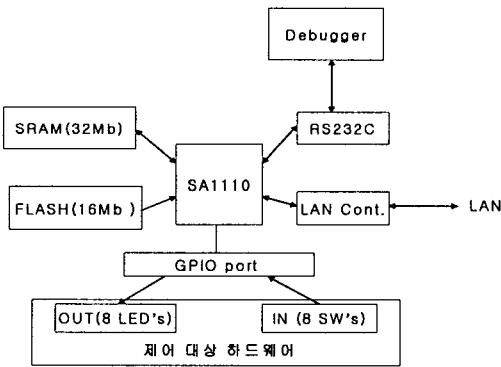 Debugger
SRAM(32Mb)
RS232C
SA1110
FLASH(16Mb )
LAN Cont.
LAN
GPIO port
OUT(8 LED's)
IN (8 SW's)
제어 대상 하드웨어